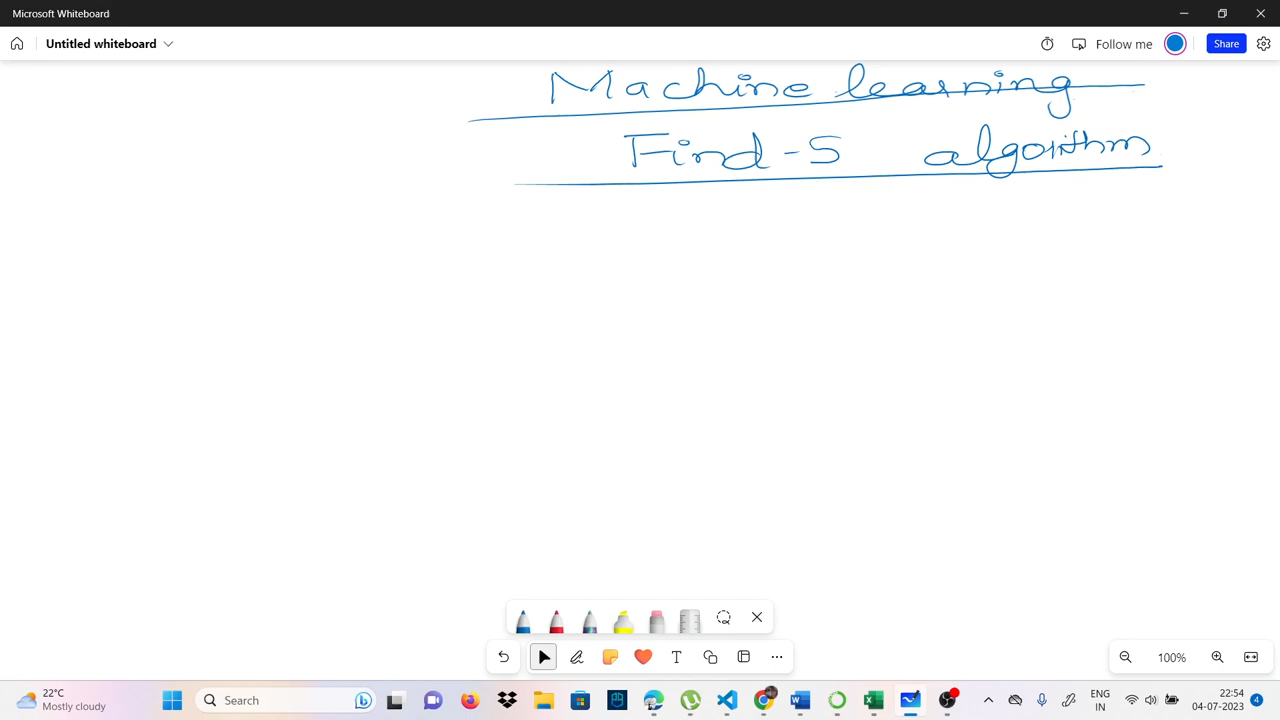 Microsoft Whiteboard
Untitled whiteboard
Follow me
Share
Machine learning
Find-S algorithm
100%
22°C
Mostly cloudy
Search
ENG
IN
22:54
04-07-2023
4